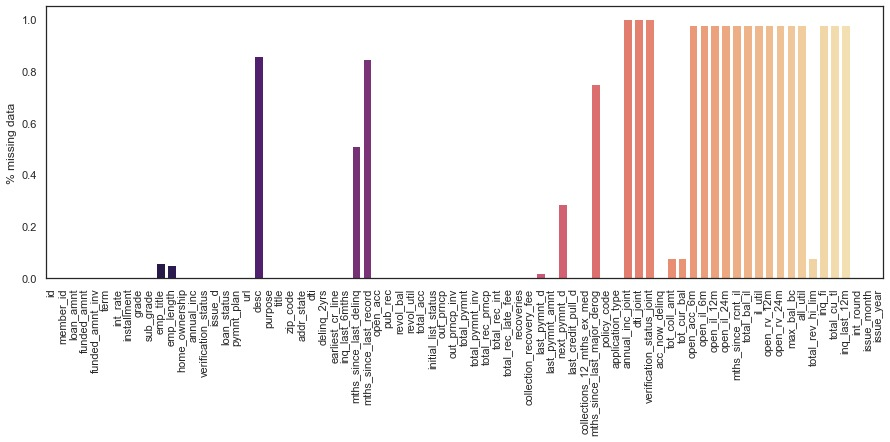 % missing data
1.0
0.8
0.6
0.4
0.2
0.0
id
member_id
loan_amnt
funded_amnt
funded_amnt_inv
term
int_rate
installment
grade
sub_grade
emp_title
emp_length
home_ownership
annual_inc
verification_status
issue_d
loan_status
pymnt_plan
url
desc
purpose
title
zip_code
addr_state
dti
delinq_2yrs
earliest_cr_line
inq_last_6mths
mths_since_last_delinq
mths_since_last_record
open_acc
pub_rec
revol_bal
revol_util
total_acc
initial_list_status
out_prncp
out_prncp_inv
total_pymnt
total_pymnt_inv
total_rec_prncp
total_rec_int
total_rec_late_fee
recoveries
collection_recovery_fee
last_pymnt_d
last_pymnt_amnt
next_pymnt_d
last_credit_pull_d
collections_12_mths_ex_med
mths_since_last_major_derog
policy_code
application_type
annual_inc_joint
dti_joint
verification_status_joint
acc_now_delinq
tot_coll_amt
tot_cur_bal
open_acc_6m
open_il_6m
open_il_12m
open_il_24m
mths_since_rcnt_il
total_bal_il
il_util
open_rv_12m
open_rv_24m
max_bal_bc
all_util
total_rev_hi_lim
inq_fi
total_cu_tl
inq_last_12m
int_round
issue_month
issue_year